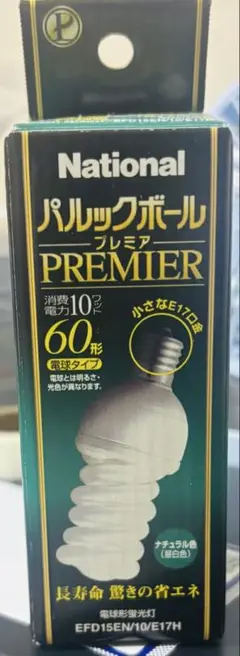 P
National
パルックボール
プレミア
PREMIER
消費電力10ワット
小さなE17口金
60形
電球タイプ
電球とは明るさ・
光色が異なります。
ナチュラル色
(昼白色)
長寿命 驚きの省エネ
電球形蛍光灯
EFD15EN/10/E17H